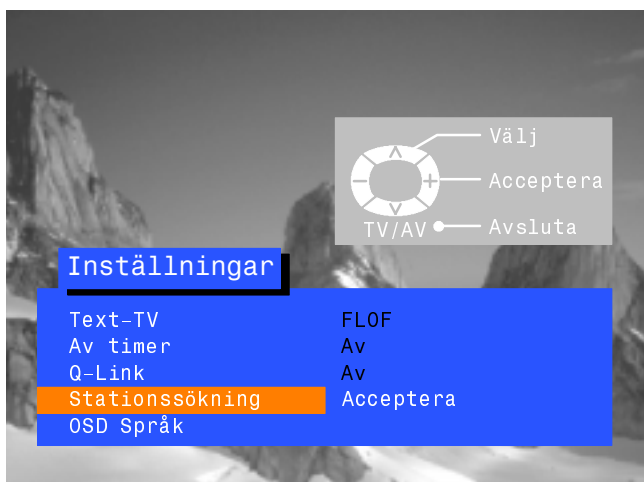 Välj
Acceptera
TV/AV Avsluta
Inställningar
Text-TV FLOF
Av timer Av
Q-Link Av
Stationssökning Acceptera
OSD Språk